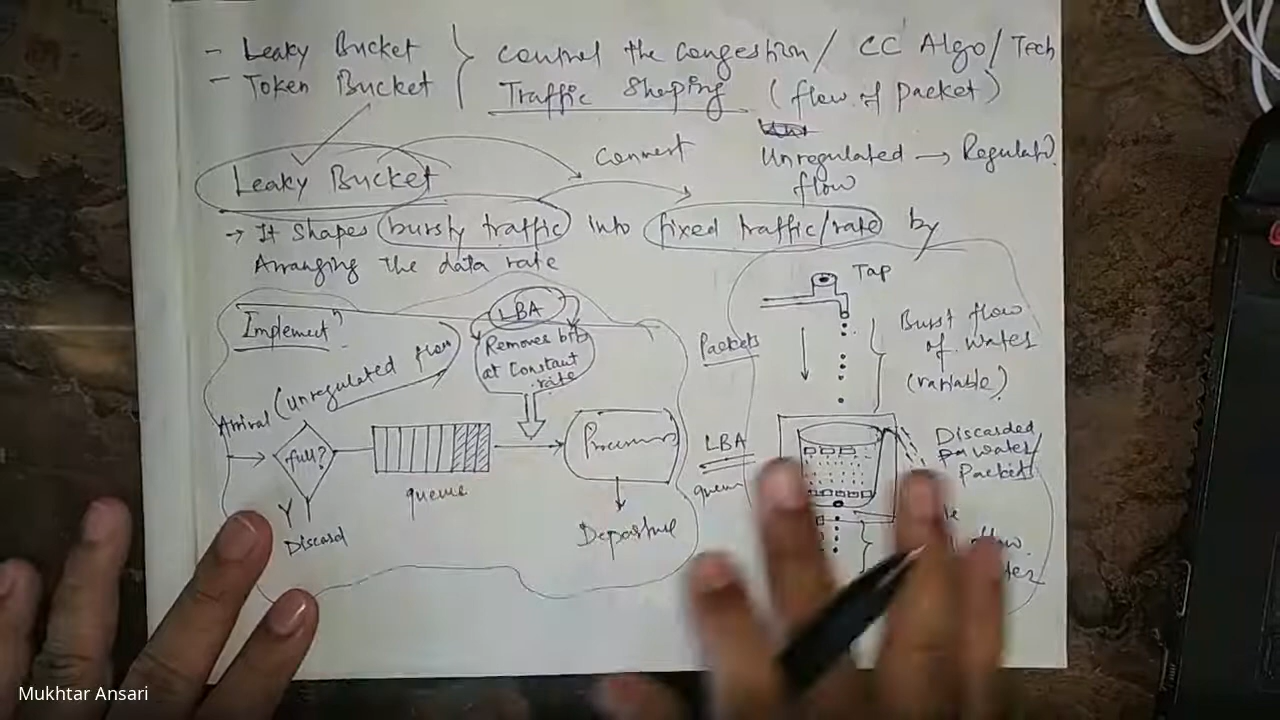 - Leaky Bucket
- Token Bucket
control the congestion / CC Algo / Tech
Traffic Shaping (flow of packet)
Unregulated → Regulat
flow
convert
Leaky Bucket
→ It shapes bursty traffic into fixed traffic/rate by
Arranging the data rate
Implement
LBA
Removes bits
at Constant
rate
Arrival (unregulated flow)
full?
Y
Discard
queue
Departure
Tap
Packets
Burst flow
of water
(variable)
LBA
queue
Discarded
water/
Packet
flow
Mukhtar Ansari